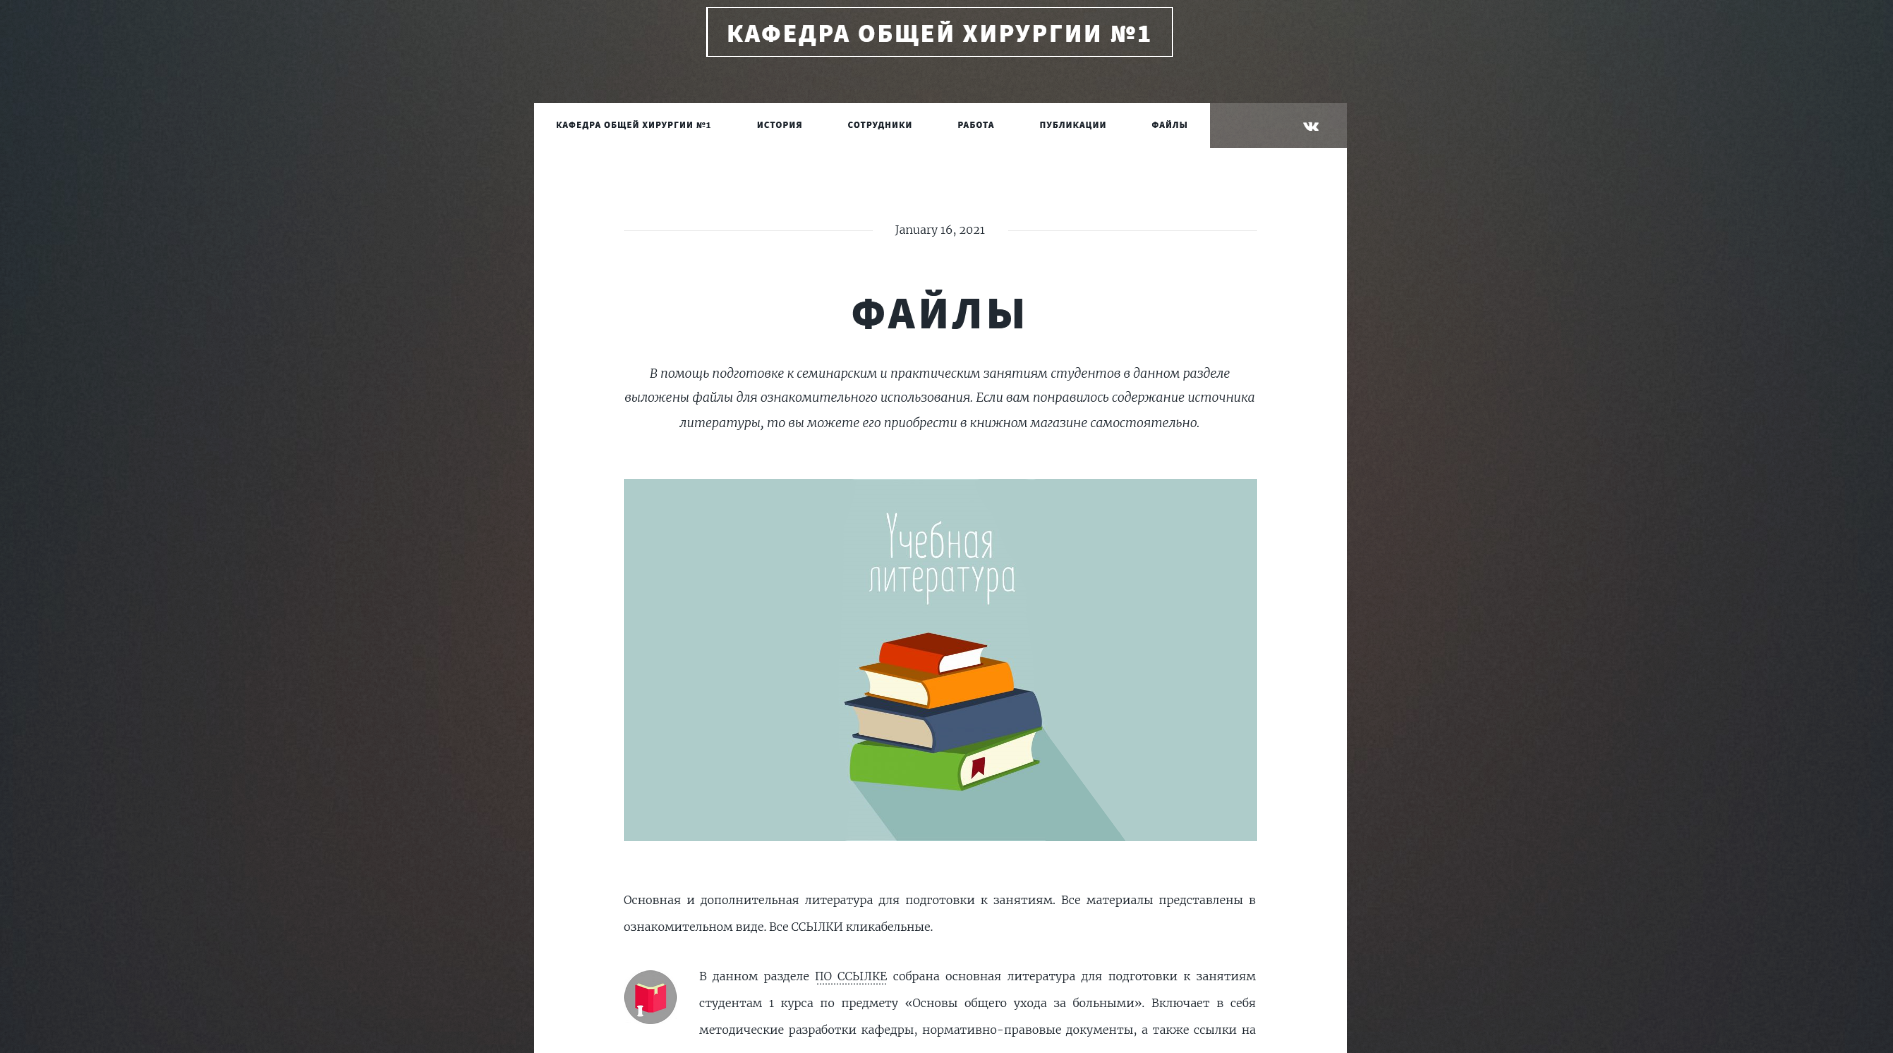 КАФЕДРА ОБЩЕЙ ХИРУРГИИ №1
КАФЕДРА ОБЩЕЙ ХИРУРГИИ №1 ИСТОРИЯ СОТРУДНИКИ РАБОТА ПУБЛИКАЦИИ ФАЙЛЫ
January 16, 2021
ФАЙЛЫ
В помощь подготовке к семинарским и практическим занятиям студентов в данном разделе
выложены файлы для ознакомительного использования. Если вам понравилось содержание источника
литературы, то вы можете его приобрести в книжном магазине самостоятельно.
Учебная
литература
Основная и дополнительная литература для подготовки к занятиям. Все материалы представлены в
ознакомительном виде. Все ССЫЛКИ кликабельные.
В данном разделе ПО ССЫЛКЕ собрана основная литература для подготовки к занятиям
студентам 1 курса по предмету «Основы общего ухода за больными». Включает в себя
методические разработки кафедры, нормативно-правовые документы, а также ссылки на